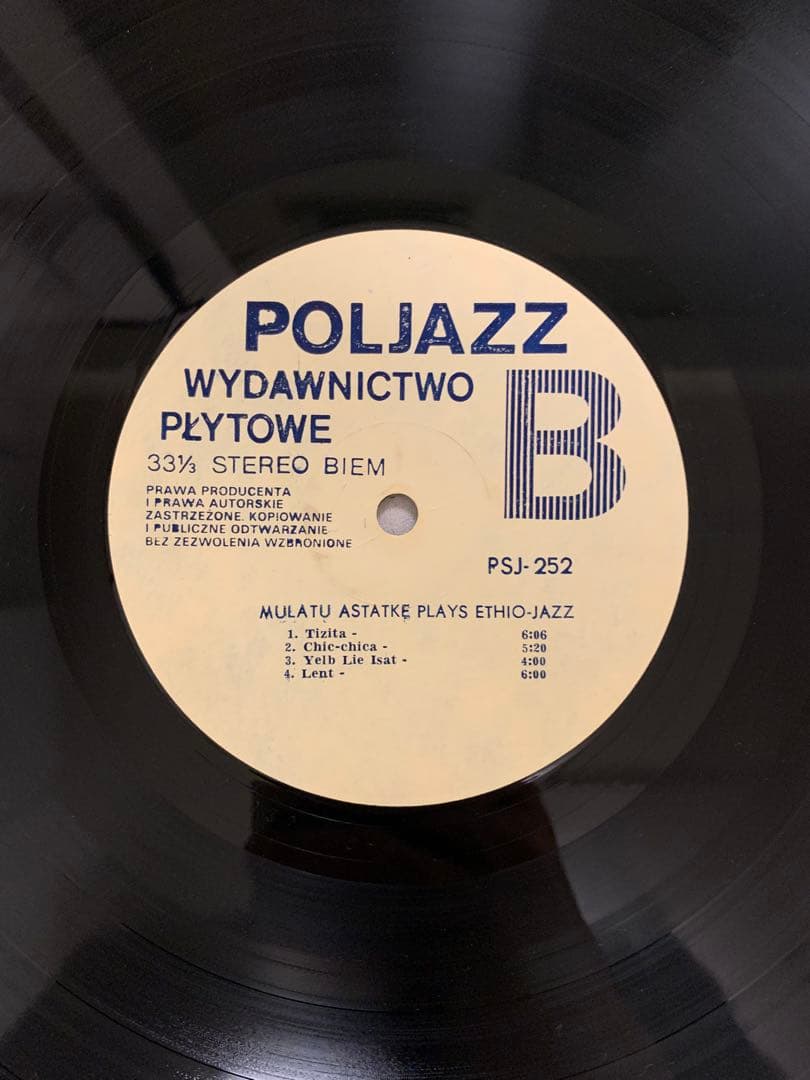 POLJAZZ
WYDAWNICTWO
PŁYTOWE
B
33⅓ STEREO BIEM
PRAWA PRODUCENTA
I PRAWA AUTORSKIE
ZASTRZEŻONE. KOPIOWANIE
I PUBLICZNE ODTWARZANIE
BEZ ZEZWOLENIA WZBRONIONE
PSJ-252
MULATU ASTATKE PLAYS ETHIO-JAZZ
1. Tizita - 6:06
2. Chic-chica - 5:20
3. Yelb Lie Isat - 4:00
4. Lent - 6:00